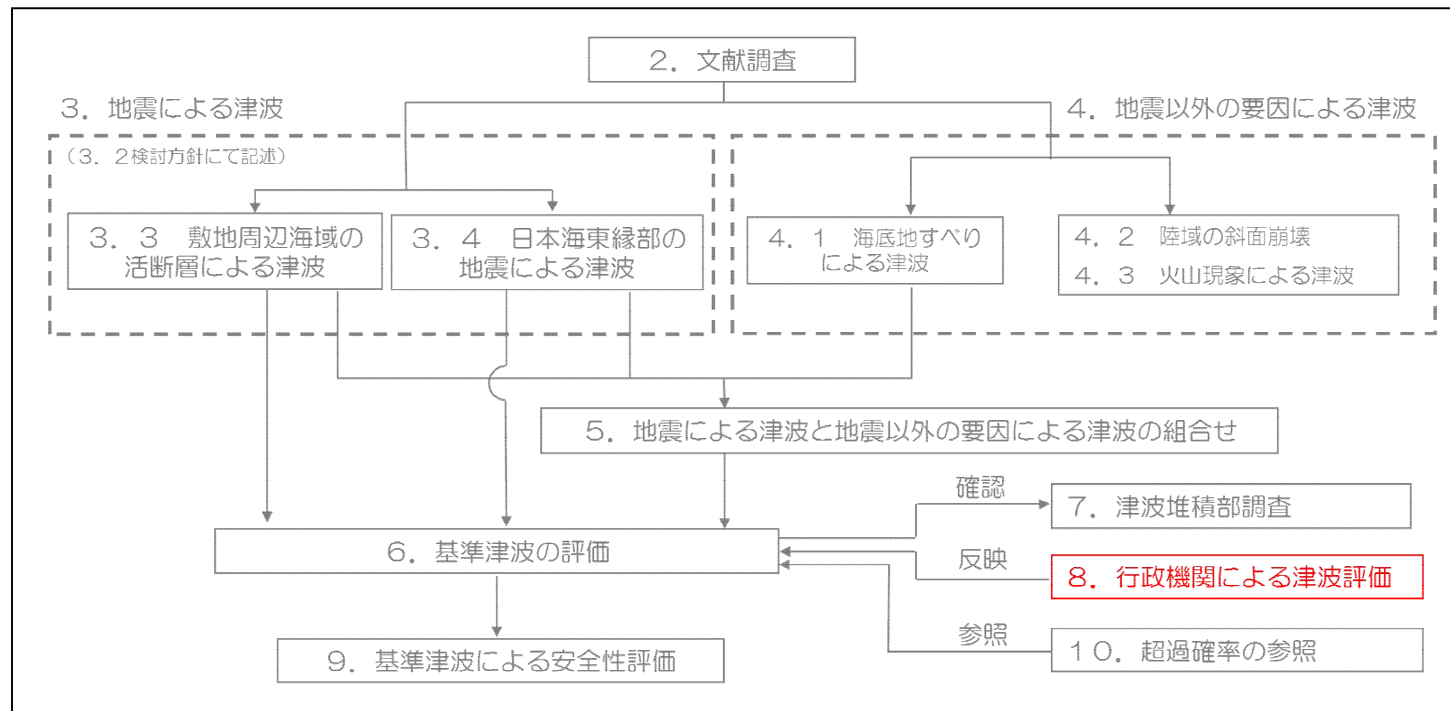 2．文献調査
3．地震による津波
4．地震以外の要因による津波
（3．2検討方針にて記述）
3．3　敷地周辺海域の
活断層による津波
3．4　日本海東縁部の
地震による津波
4．1　海底地すべり
による津波
4．2　陸域の斜面崩壊
4．3　火山現象による津波
5．地震による津波と地震以外の要因による津波の組合せ
確認
7．津波堆積部調査
6．基準津波の評価
反映
8．行政機関による津波評価
参照
10．超過確率の参照
9．基準津波による安全性評価